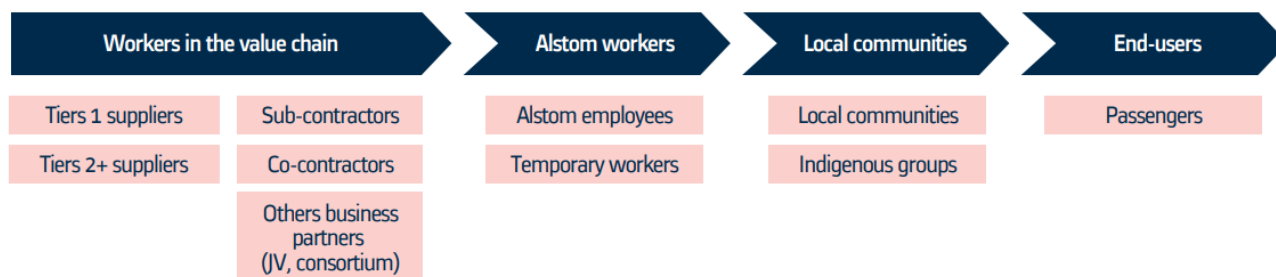 Workers in the value chain
Alstom workers
Local communities
End-users
Tiers 1 suppliers
Sub-contractors
Alstom employees
Local communities
Passengers
Tiers 2+ suppliers
Co-contractors
Temporary workers
Indigenous groups
Others business
partners
(JV, consortium)